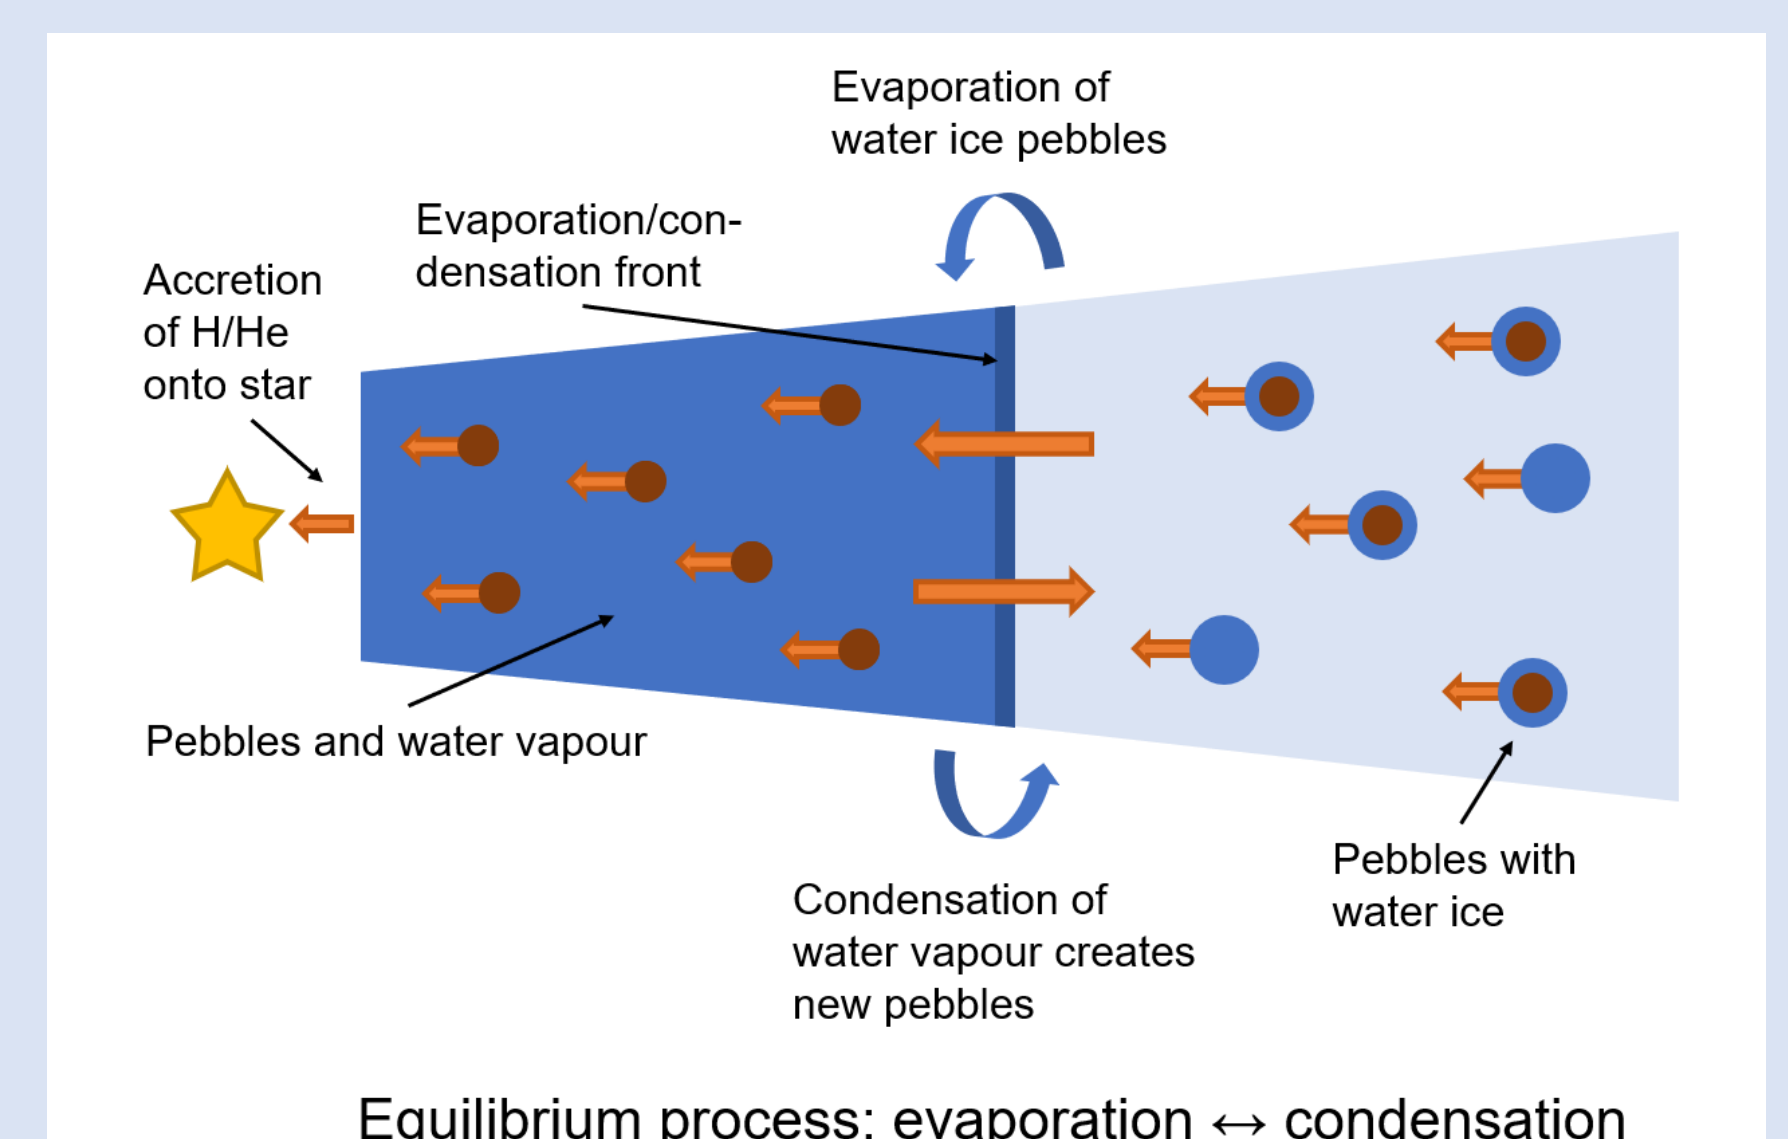 Evaporation of
water ice pebbles
Evaporation/con-
densation front
Accretion
of H/He
onto star
Pebbles and water vapour
Pebbles with
water ice
Condensation of
water vapour creates
new pebbles
Equilibrium process: evaporation ↔ condensation